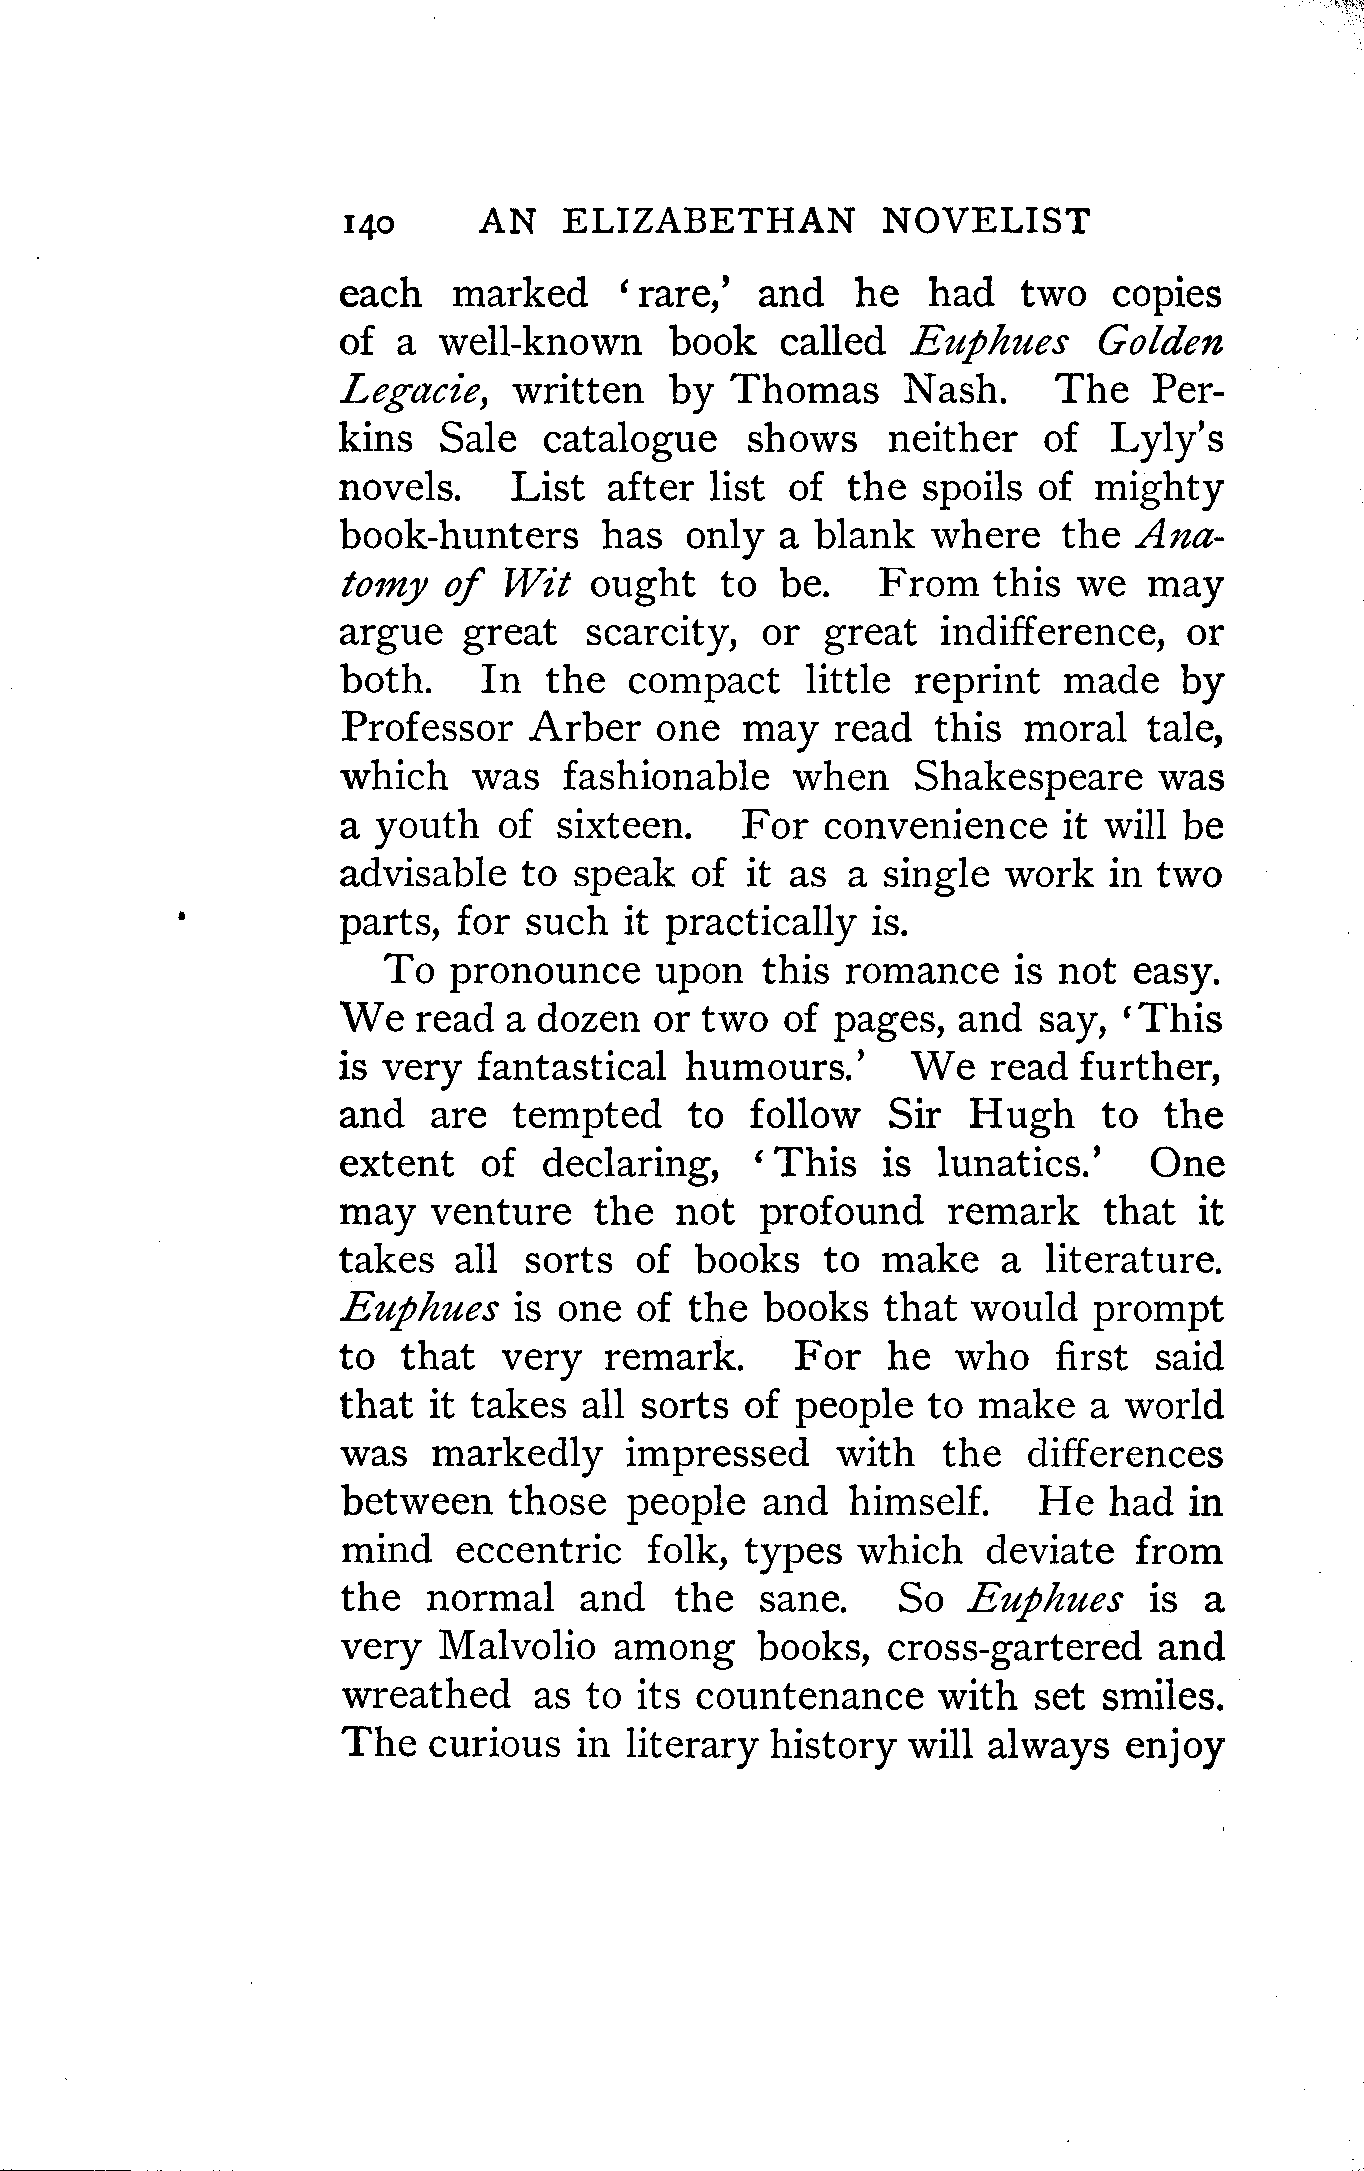 140 AN ELIZABETHAN NOVELIST
each marked ‘rare,’ and he had two copies
of a well-known book called Euphues Golden
Legacie, written by Thomas Nash. The Per-
kins Sale catalogue shows neither of Lyly's
novels. List after list of the spoils of mighty
book-hunters has only a blank where the Ana-
tomy of Wit ought to be. From this we may
argue great scarcity, or great indifference, or
both. In the compact little reprint made by
Professor Arber one may read this moral tale,
which was fashionable when Shakespeare was
a youth of sixteen. For convenience it will be
advisable to speak of it as a single work in two
parts, for such it practically is.
To pronounce upon this romance is not easy.
We read a dozen or two of pages, and say, ‘This
is very fantastical humours.’ We read further,
and are tempted to follow Sir Hugh to the
extent of declaring, ‘This is lunatics.’ One
may venture the not profound remark that it
takes all sorts of books to make a literature.
Euphues is one of the books that would prompt
to that very remark. For he who first said
that it takes all sorts of people to make a world
was markedly impressed with the differences
between those people and himself. He had in
mind eccentric folk, types which deviate from
the normal and the sane. So Euphues is a
very Malvolio among books, cross-gartered and
wreathed as to its countenance with set smiles.
The curious in literary history will always enjoy